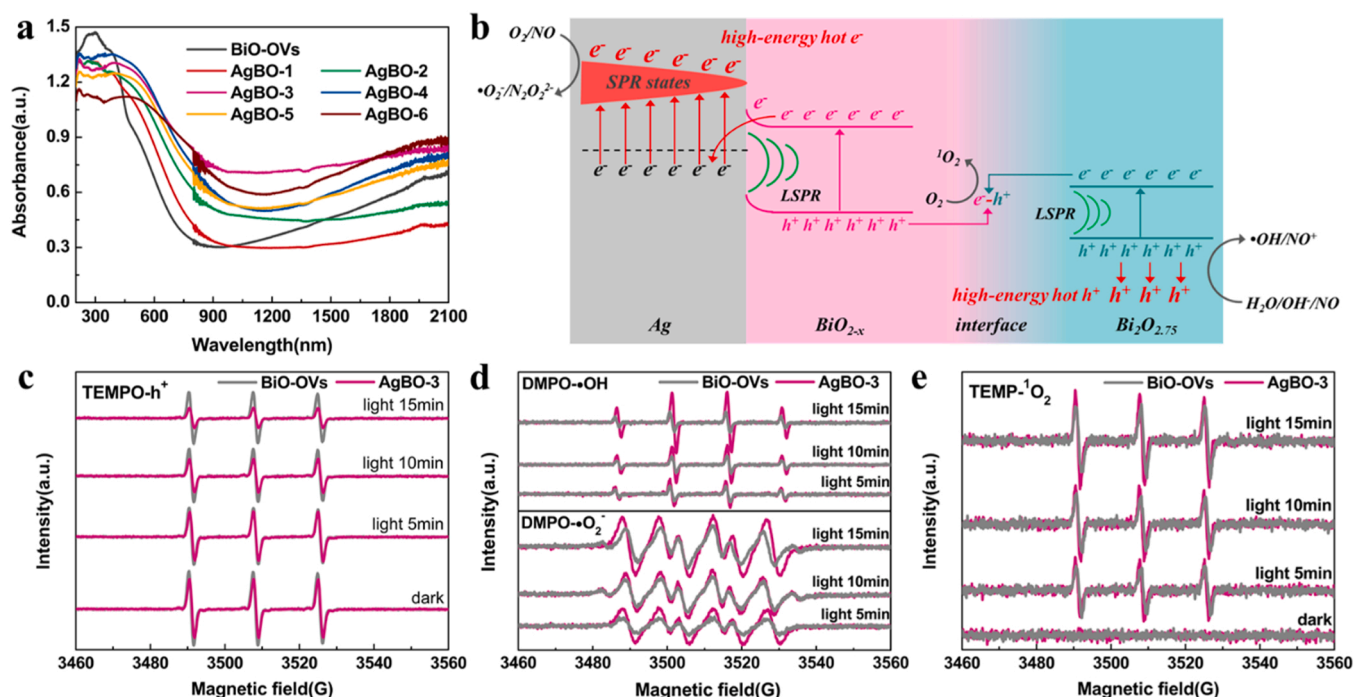 a
1.5
1.2
0.9
0.6
0.3
0.0
Absorbance(a.u.)
BiO-OVs
AgBO-1 AgBO-2
AgBO-3 AgBO-4
AgBO-5 AgBO-6
300 600 900 1200 1500 1800 2100
Wavelength(nm)
b
O₂/NO
•O₂⁻/N₂O₂²⁻
high-energy hot e⁻
e⁻ e⁻ e⁻ e⁻ e⁻ e⁻
SPR states
e⁻ e⁻ e⁻ e⁻ e⁻ e⁻
e⁻
e⁻ e⁻ e⁻ e⁻ e⁻ e⁻
LSPR
h⁺ h⁺ h⁺ h⁺ h⁺ h⁺
¹O₂
O₂
e⁻-h⁺
e⁻ e⁻ e⁻ e⁻ e⁻ e⁻
LSPR
h⁺ h⁺ h⁺ h⁺ h⁺ h⁺
high-energy hot h⁺ h⁺ h⁺ h⁺
•OH/NO⁺
H₂O/OH⁻/NO
Ag
BiO₂₋ₓ
interface
Bi₂O₂.₇₅
c
TEMPO-h⁺
BiO-OVs AgBO-3
light 15min
light 10min
light 5min
dark
Intensity(a.u.)
3460 3480 3500 3520 3540 3560
Magnetic field(G)
d
DMPO-•OH
BiO-OVs AgBO-3
light 15min
light 10min
light 5min
DMPO-•O₂⁻
light 15min
light 10min
light 5min
Intensity(a.u.)
3460 3480 3500 3520 3540 3560
Magnetic field(G)
e
TEMP-¹O₂
BiO-OVs AgBO-3
light 15min
light 10min
light 5min
dark
Intensity(a.u.)
3460 3480 3500 3520 3540 3560
Magnetic field(G)